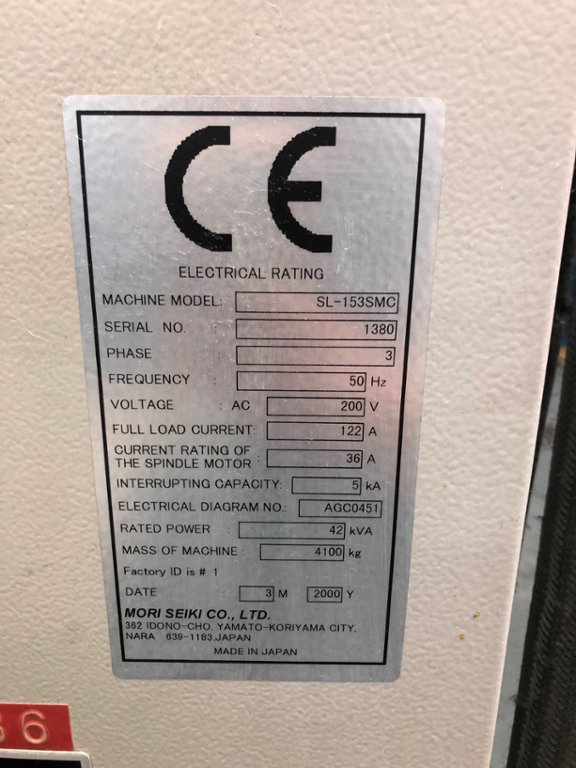 CE
ELECTRICAL RATING
MACHINE MODEL: SL-153SMC
SERIAL NO. : 1380
PHASE : 3
FREQUENCY : 50 Hz
VOLTAGE : AC 200 V
FULL LOAD CURRENT: 122 A
CURRENT RATING OF
THE SPINDLE MOTOR : 36 A
INTERRUPTING CAPACITY: 5 kA
ELECTRICAL DIAGRAM NO.: AGC0451
RATED POWER : 42 kVA
MASS OF MACHINE : 4100 kg
Factory ID is # 1
DATE : 3 M 2000 Y
MORI SEIKI CO., LTD.
362 IDONO-CHO, YAMATO-KORIYAMA CITY,
NARA 639-1183,JAPAN
MADE IN JAPAN